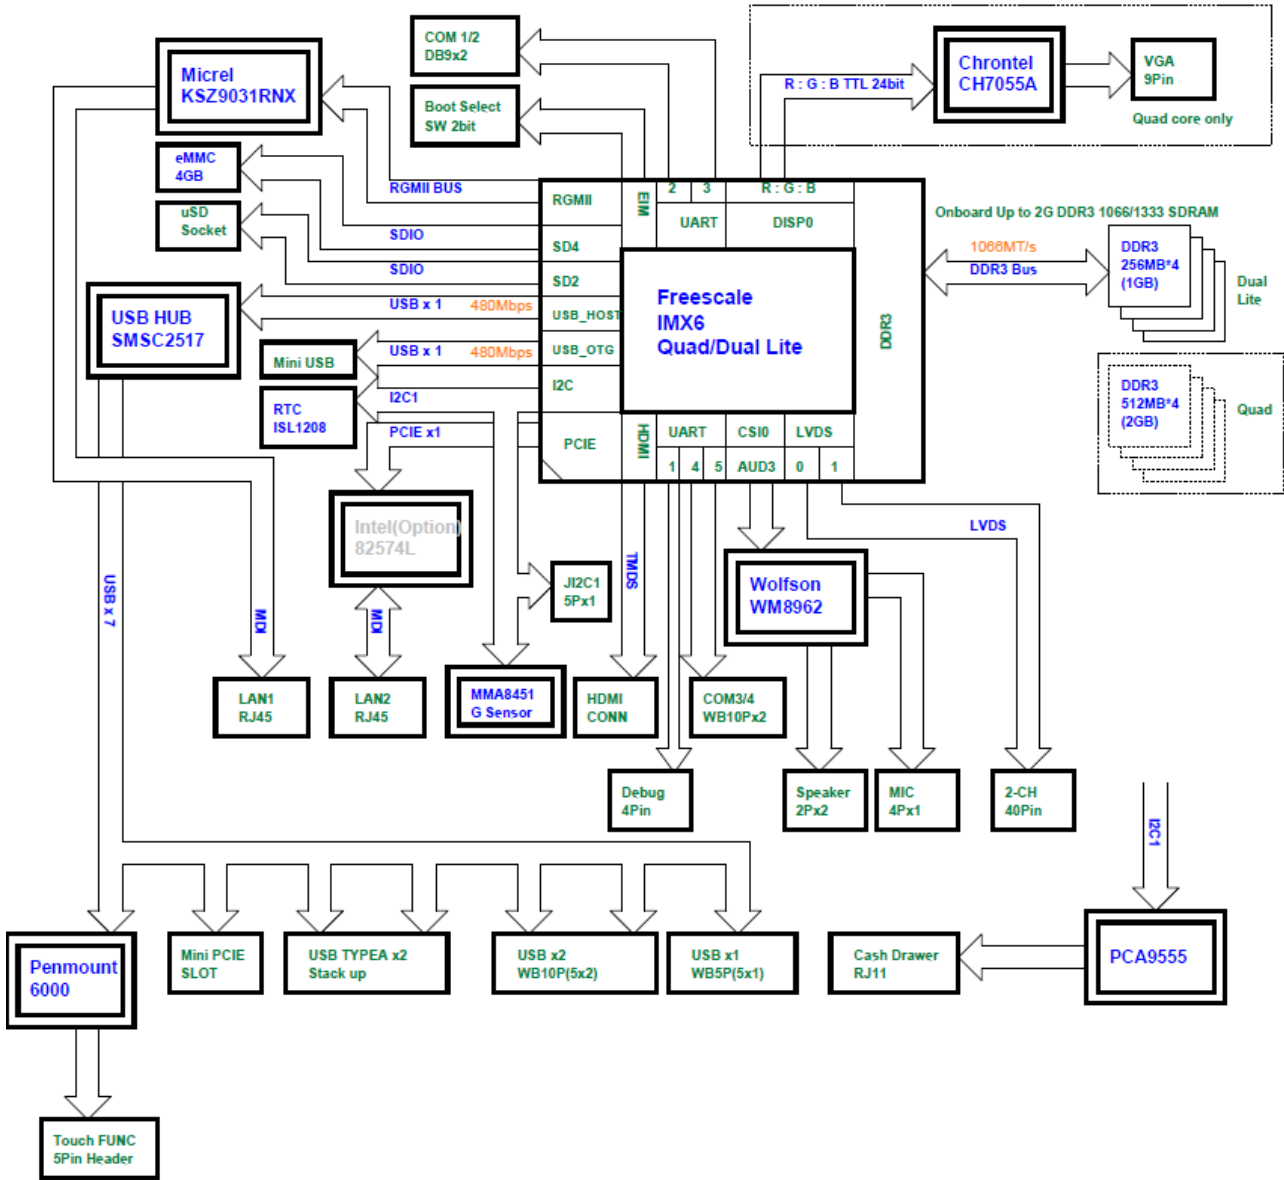 COM 1/2
DB9x2
Micrel
KSZ9031RNX
Chrontel
CH7055A
VGA
9Pin
R : G : B TTL 24bit
Boot Select
SW 2bit
Quad core only
eMMC
4GB
RGMII BUS
RGMII
EIM
2
3
R : G : B
uSD
Socket
UART
DISP0
Onboard Up to 2G DDR3 1066/1333 SDRAM
SDIO
SD4
1066MT/s
DDR3 Bus
DDR3
256MB*4
(1GB)
Dual
Lite
SDIO
SD2
USB HUB
SMSC2517
USB x 1
480Mbps
USB_HOST
Freescale
IMX6
Quad/Dual Lite
DDR3
Mini USB
USB x 1
480Mbps
USB_OTG
RTC
ISL1208
I2C1
I2C
DDR3
512MB*4
(2GB)
Quad
PCIE x1
PCIE
HDMI
UART
CSI0
LVDS
1
4
5
AUD3
0
1
Intel(Option)
82574L
LVDS
TMDS
JI2C1
5Px1
Wolfson
WM8962
USB x 7
MDI
MDI
LAN1
RJ45
LAN2
RJ45
MMA8451
G Sensor
HDMI
CONN
COM3/4
WB10Px2
Debug
4Pin
Speaker
2Px2
MIC
4Px1
2-CH
40Pin
I2C1
Penmount
6000
Mini PCIE
SLOT
USB TYPEA x2
Stack up
USB x2
WB10P(5x2)
USB x1
WB5P(5x1)
Cash Drawer
RJ11
PCA9555
Touch FUNC
5Pin Header